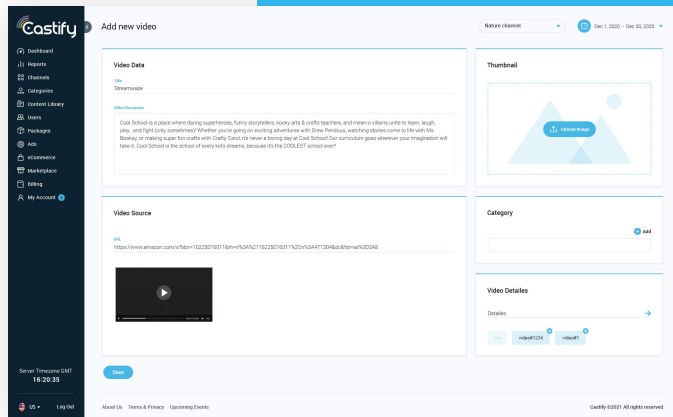 Castify
Add new video
Nature channel
Dec 1, 2020 - Dec 30, 2020
Dashboard
Reports
Channels
Categories
Content Library
Users
Packages
Ads
eCommerce
Marketplace
Billing
My Account
Server Timezone GMT
16:20:35
US
Log Out
Video Data
Title
Streamwape
Video Description
Cool School is a place where daring superheroes, funny storytellers, kooky arts & crafts teachers, and mean-o villains unite to learn, laugh,
play...and fight (only sometimes)! Whether you're going on exciting adventures with Drew Pendous, watching stories come to life with Ms.
Booksy, or making super fun crafts with Crafty Carol, it's never a boring day at Cool School! Our curriculum goes wherever your imagination will
take it. Cool School is the school of every kid's dreams, because it's the COOLEST school ever!!
Thumbnail
Upload Image
Video Source
URL
https://www.amazon.com/s?bbn=16225016011&rh=n%3A%2116225016011%2Cn%3A471304&dc&fst=as%3D3A8
Category
Add
Video Detailes
Detailes
video#1234
video#1
Save
About Us
Terms & Privacy
Upcoming Events
Castify ©2021 All rights reserved